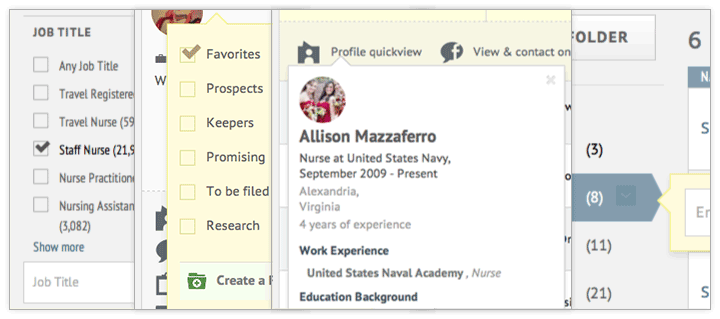 JOB TITLE
Any Job Title
Travel Registere
Travel Nurse (59
Staff Nurse (21,9
Nurse Practitione
Nursing Assistan
(3,082)
Show more
Job Title
W
Favorites
Prospects
Keepers
Promising
To be filed
Research
Create a F
Profile quickview
View & contact on
Allison Mazzaferro
Nurse at United States Navy,
September 2009 - Present
Alexandria,
Virginia
4 years of experience
Work Experience
United States Naval Academy , Nurse
Education Background
OLDER
(3)
(8)
(11)
(21)
6
NA
S
En
S